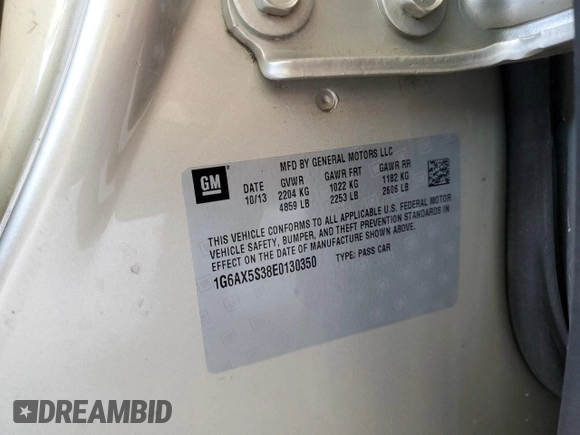 GM
MFD BY GENERAL MOTORS LLC
DATE GVWR GAWR FRT GAWR RR
10/13 2204 KG 1022 KG 1182 KG
4859 LB 2253 LB 2606 LB
THIS VEHICLE CONFORMS TO ALL APPLICABLE U.S. FEDERAL MOTOR
VEHICLE SAFETY, BUMPER, AND THEFT PREVENTION STANDARDS IN
EFFECT ON THE DATE OF MANUFACTURE SHOWN ABOVE.
1G6AX5S38E0130350 TYPE: PASS CAR
DREAMBID